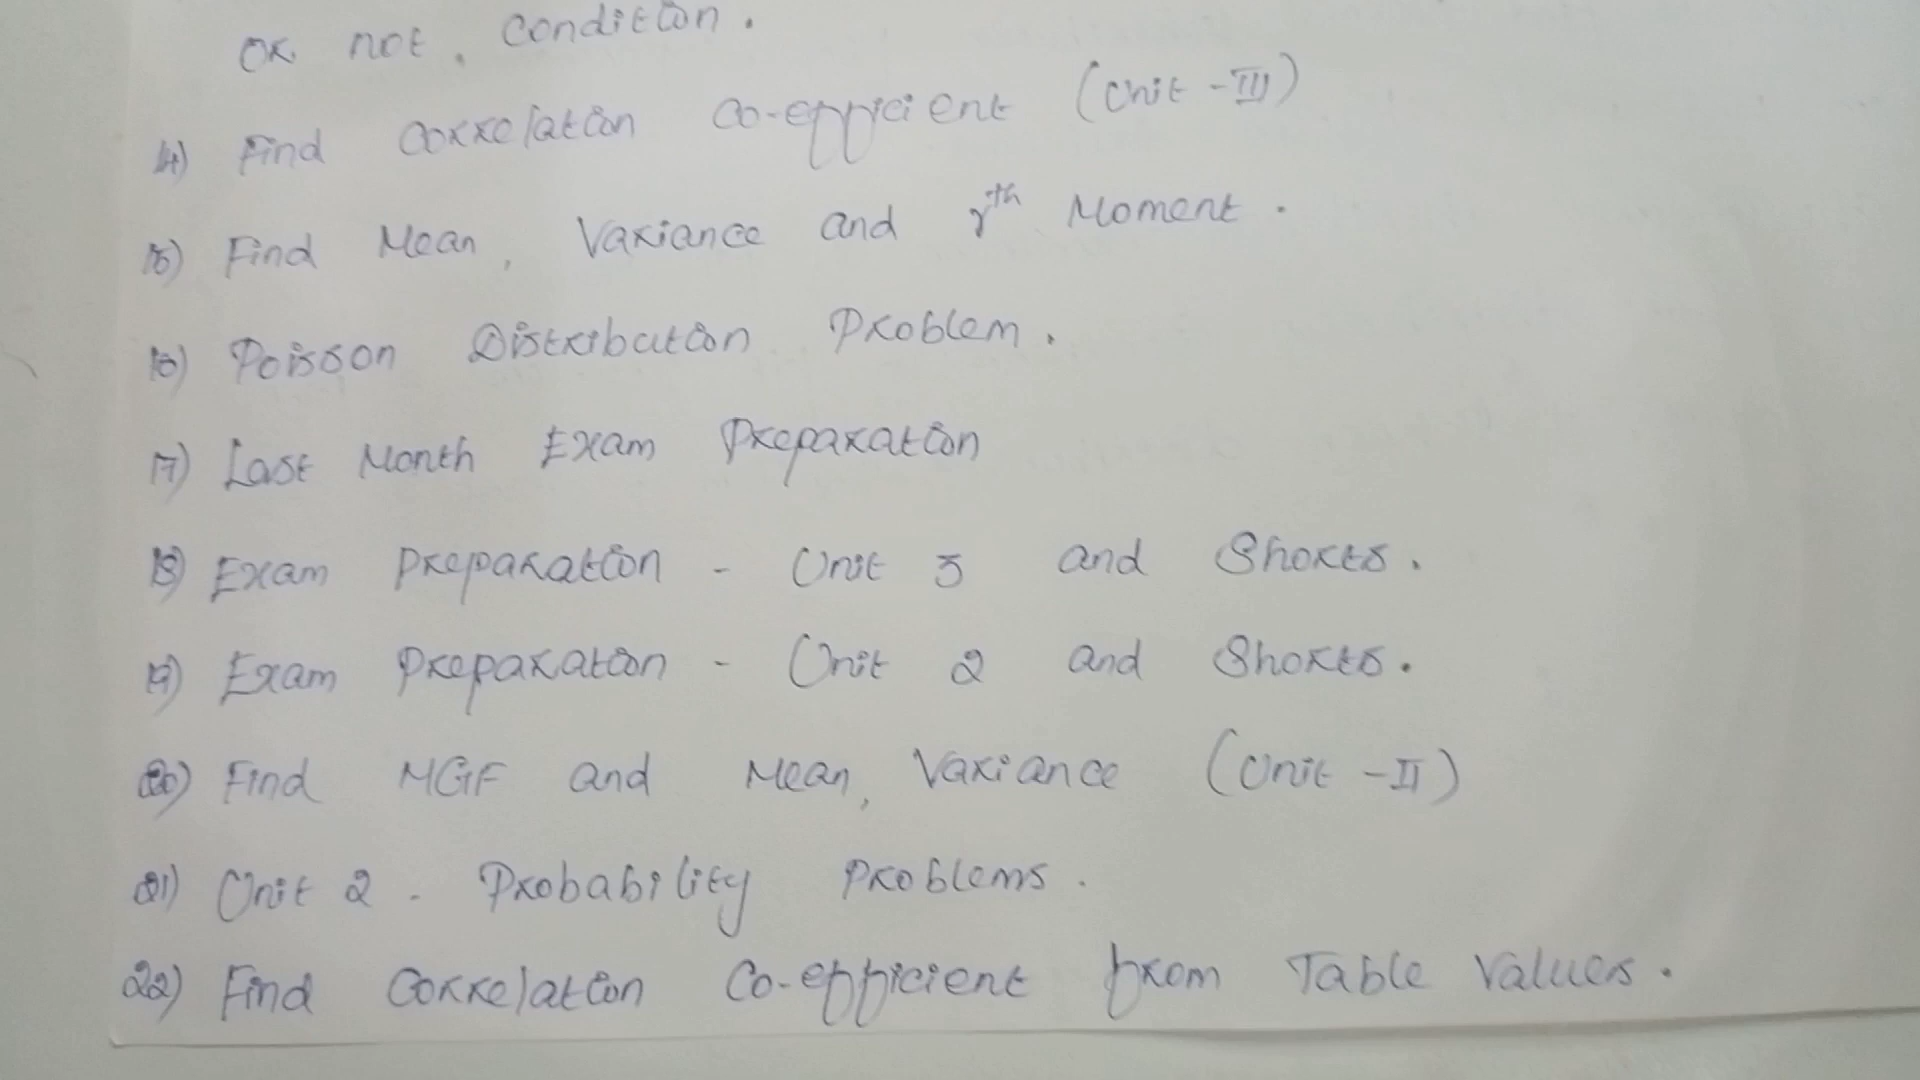 or not, Condition.
14) Find Correlation Co-efficient (Unit - III)
15) Find Mean, Variance and rth Moment.
16) Poisson Distribution Problem.
17) Last Month Exam Preparation
18) Exam Preparation - Unit 3 and Shorts.
19) Exam Preparation - Unit 2 and Shorts.
20) Find MGF and Mean, Variance (Unit - II)
21) Unit 2 - Probability Problems.
22) Find Correlation Co-efficient from Table Values.